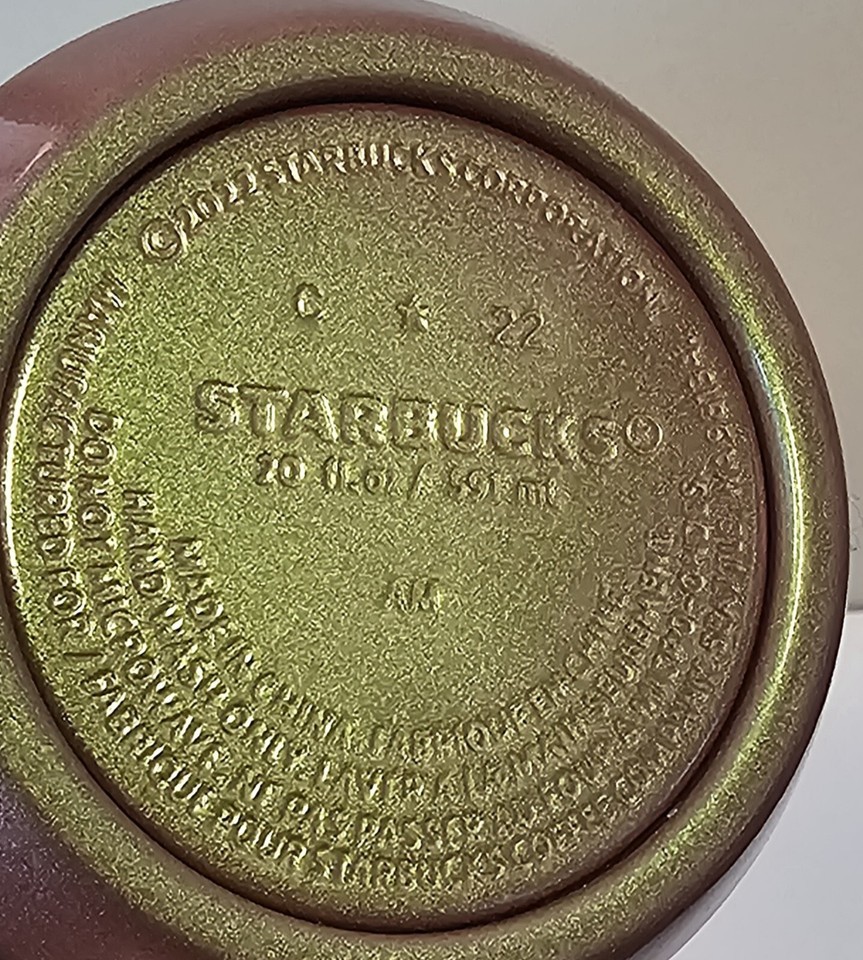 ©2022 STARBUCKS CORPORATION
22
STARBUCKS®
20 fl.oz / 591 ml
AM
MADE IN CHINA / FABRIQUÉ EN CHINE
HAND WASH ONLY / LAVER À LA MAIN SEULEMENT
DO NOT MICROWAVE / NE PAS PASSER AU FOUR À MICRO-ONDES
MANUFACTURED FOR / FABRIQUÉ POUR STARBUCKS COFFEE COMPANY, SEATTLE